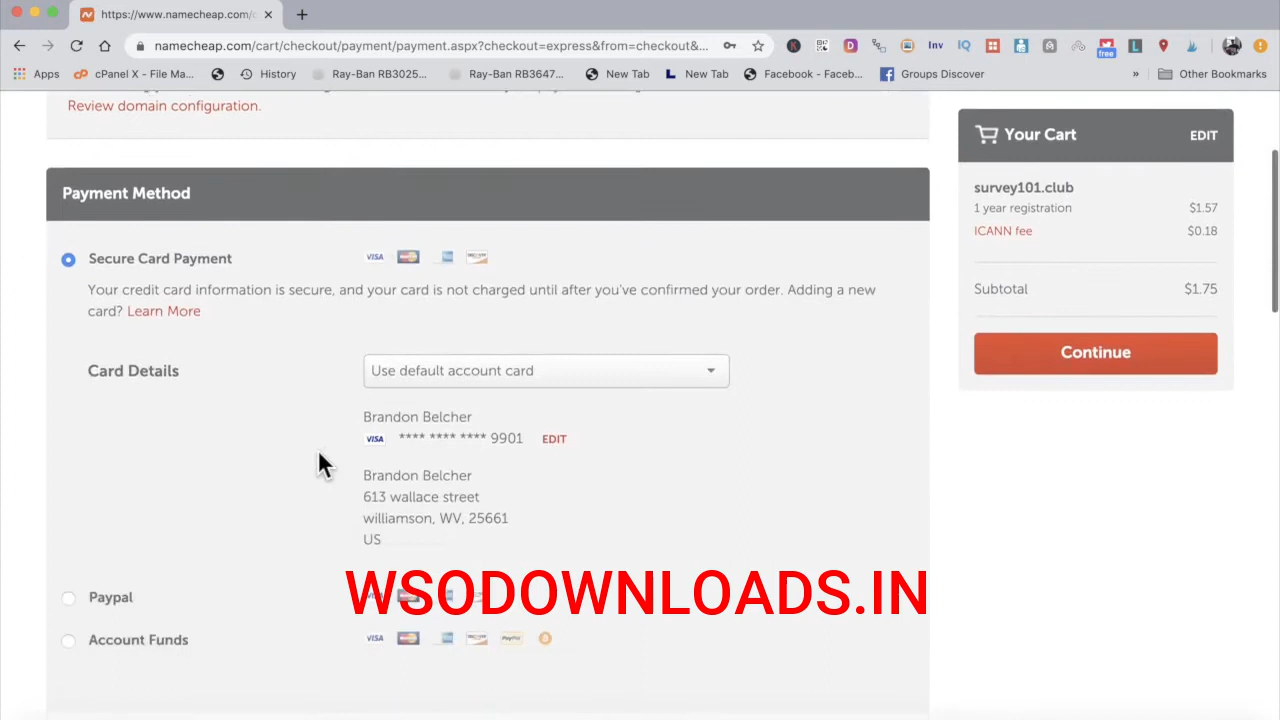 https://www.namecheap.com/
namecheap.com/cart/checkout/payment/payment.aspx?checkout=express&from=checkout&...
Inv
IQ
free
Apps
cPanel X - File Ma...
History
Ray-Ban RB3025...
Ray-Ban RB3647...
New Tab
New Tab
Facebook - Faceb...
Groups Discover
»
Other Bookmarks
Review domain configuration.
Your Cart
EDIT
Payment Method
survey101.club
1 year registration $1.57
ICANN fee $0.18
Subtotal $1.75
Continue
Secure Card Payment
VISA
Your credit card information is secure, and your card is not charged until after you've confirmed your order. Adding a new
card? Learn More
Card Details
Use default account card
Brandon Belcher
VISA **** **** **** 9901 EDIT
Brandon Belcher
613 wallace street
williamson, WV, 25661
US
WSODOWNLOADS.IN
Paypal
Account Funds
VISA
PayPal